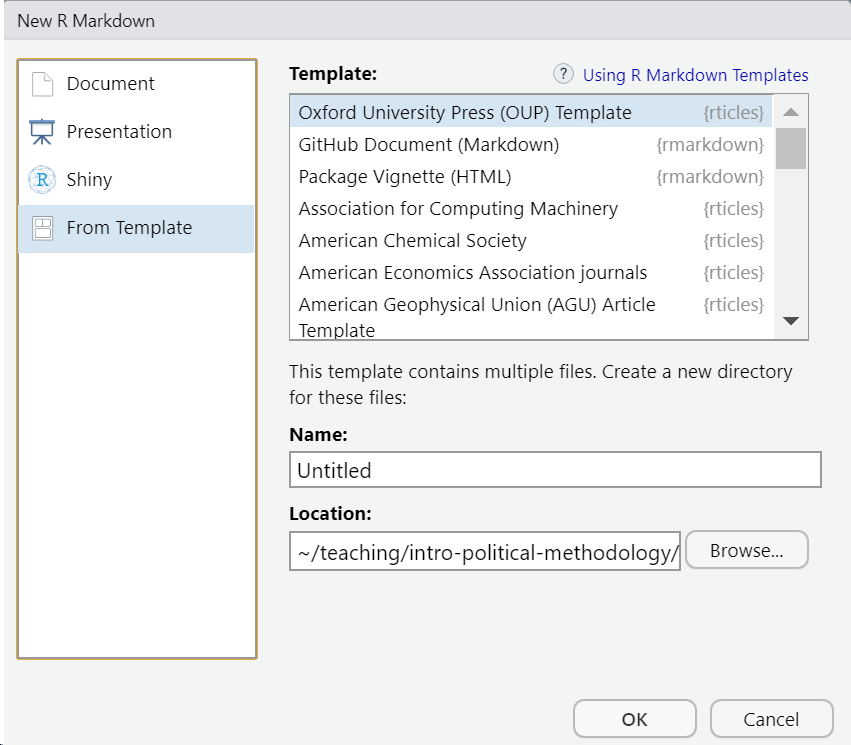 New R Markdown
Document
Presentation
Shiny
From Template
Template:
? Using R Markdown Templates
Oxford University Press (OUP) Template {rticles}
GitHub Document (Markdown) {rmarkdown}
Package Vignette (HTML) {rmarkdown}
Association for Computing Machinery {rticles}
American Chemical Society {rticles}
American Economics Association journals {rticles}
American Geophysical Union (AGU) Article {rticles}
Template
This template contains multiple files. Create a new directory
for these files:
Name:
Untitled
Location:
~/teaching/intro-political-methodology/
Browse...
OK
Cancel